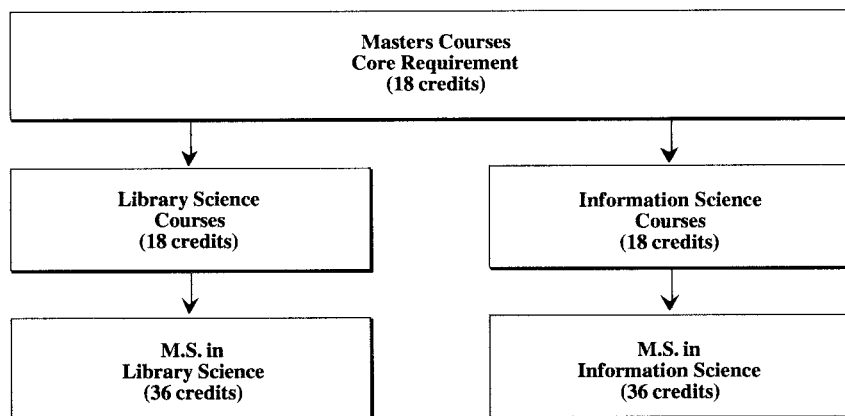 Masters Courses
Core Requirement
(18 credits)
Library Science
Courses
(18 credits)
Information Science
Courses
(18 credits)
M.S. in
Library Science
(36 credits)
M.S. in
Information Science
(36 credits)